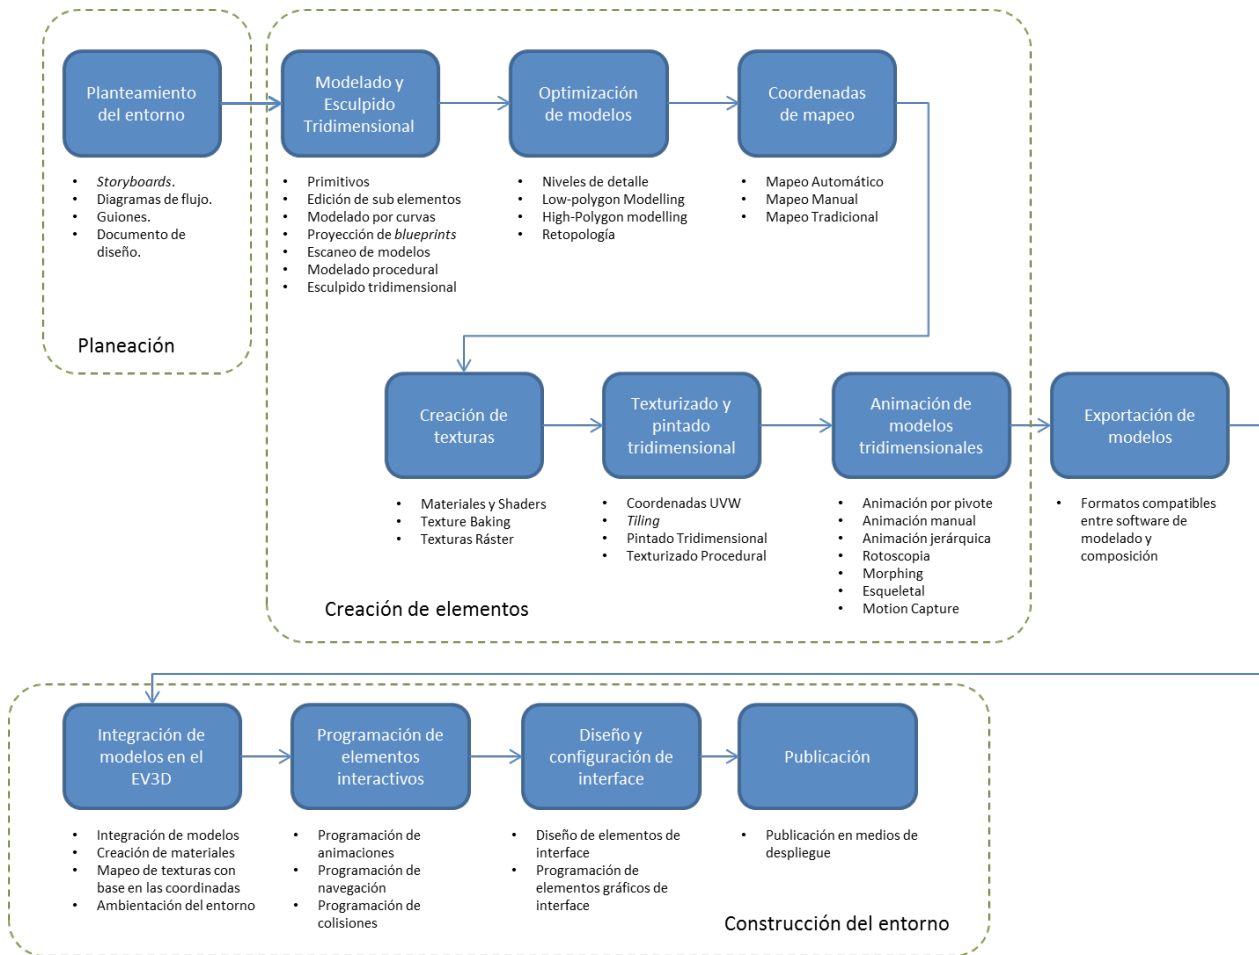 Planteamiento
del entorno
• Storyboards.
• Diagramas de flujo.
• Guiones.
• Documento de
diseño.
Planeación
Modelado y
Esculpido
Tridimensional
• Primitivos
• Edición de sub elementos
• Modelado por curvas
• Proyección de blueprints
• Escaneo de modelos
• Modelado procedural
• Esculpido tridimensional
Optimización
de modelos
• Niveles de detalle
• Low-polygon Modelling
• High-Polygon modelling
• Retopología
Coordenadas
de mapeo
• Mapeo Automático
• Mapeo Manual
• Mapeo Tradicional
Creación de
texturas
• Materiales y Shaders
• Texture Baking
• Texturas Ráster
Texturizado y
pintado
tridimensional
• Coordenadas UVW
• Tiling
• Pintado Tridimensional
• Texturizado Procedural
Animación de
modelos
tridimensionales
• Animación por pivote
• Animación manual
• Animación jerárquica
• Rotoscopia
• Morphing
• Esqueletal
• Motion Capture
Creación de elementos
Exportación de
modelos
• Formatos compatibles
entre software de
modelado y
composición
Integración de
modelos en el
EV3D
• Integración de modelos
• Creación de materiales
• Mapeo de texturas con
base en las coordinadas
• Ambientación del entorno
Programación de
elementos
interactivos
• Programación de
animaciones
• Programación de
navegación
• Programación de
colisiones
Diseño y
configuración de
interface
• Diseño de elementos de
interface
• Programación de
elementos gráficos de
interface
Publicación
• Publicación en medios de
despliegue
Construcción del entorno